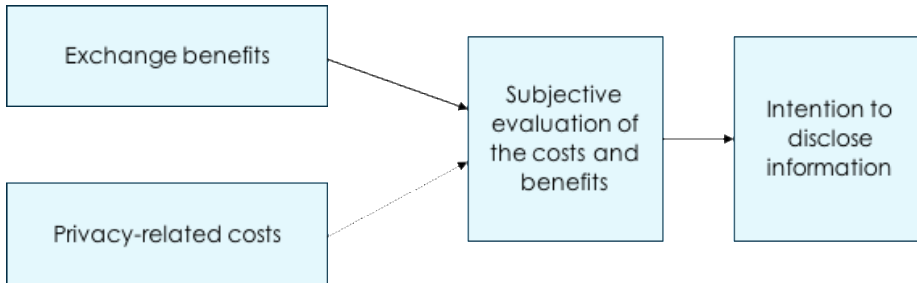 Exchange benefits
Privacy-related costs
Subjective
evaluation of
the costs and
benefits
Intention to
disclose
information